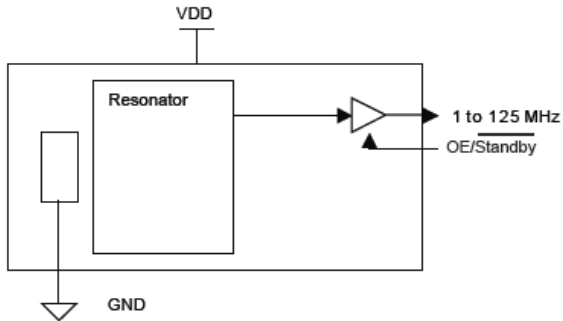 VDD
Resonator
1 to 125 MHz
OE/Standby
GND